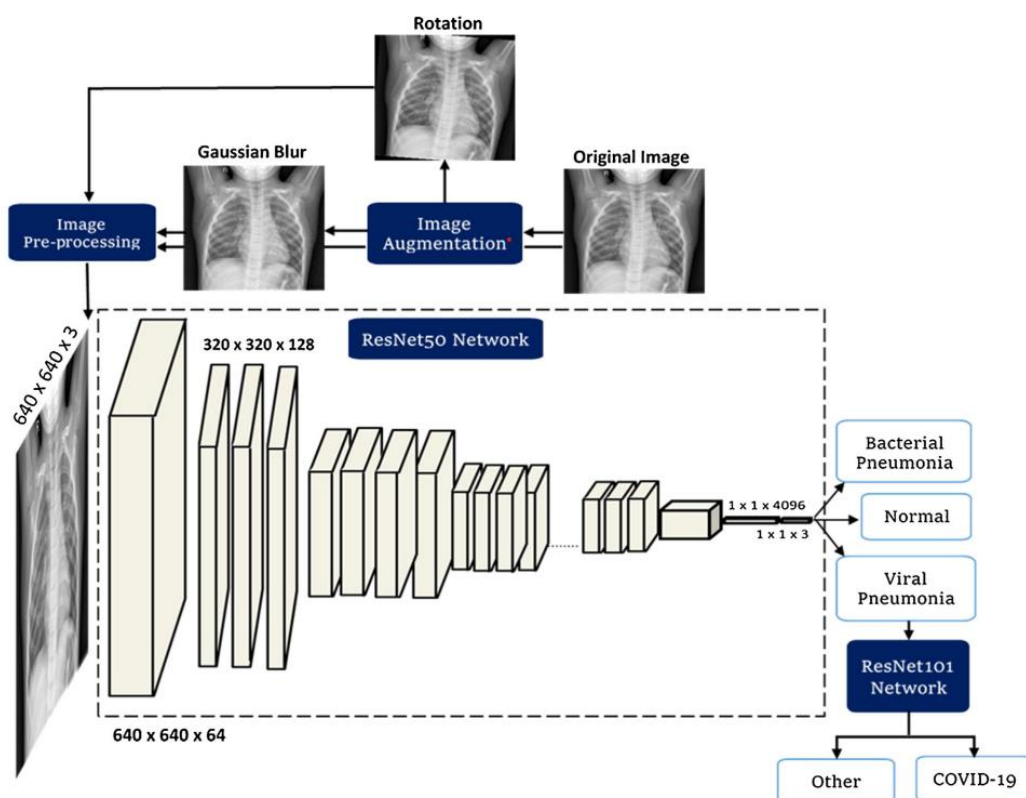 Rotation
Gaussian Blur
Original Image
Image
Pre-processing
Image
Augmentation*
640 x 640 x 3
320 x 320 x 128
ResNet50 Network
640 x 640 x 64
1 x 1 x 4096
1 x 1 x 3
Bacterial
Pneumonia
Normal
Viral
Pneumonia
ResNet101
Network
Other
COVID-19